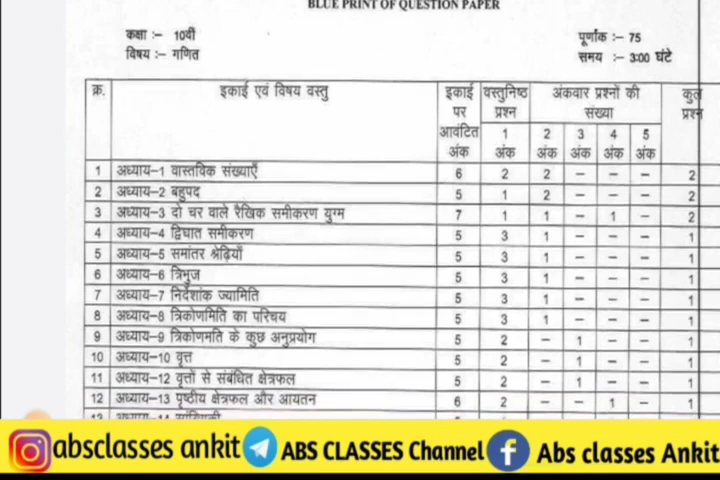 BLUE PRINT OF QUESTION PAPER
कक्षा :– 10वी पूर्णांक :– 75
विषय :– गणित समय :– 3:00 घंटे
क्र. इकाई एवं विषय वस्तु इकाई वस्तुनिष्ठ अंकवार प्रश्नों की कुल
पर प्रश्न संख्या प्रश्न
आवंटित 1 2 3 4 5
अंक अंक अंक अंक अंक अंक
1 अध्याय–1 वास्तविक संख्याएँ 6 2 2 – – – 2
2 अध्याय–2 बहुपद 5 1 2 – – – 2
3 अध्याय–3 दो चर वाले रैखिक समीकरण युग्म 7 1 1 – 1 – 2
4 अध्याय–4 द्विघात समीकरण 5 3 1 – – – 1
5 अध्याय–5 समांतर श्रेढ़ियाँ 5 3 1 – – – 1
6 अध्याय–6 त्रिभुज 5 3 1 – – – 1
7 अध्याय–7 निर्देशांक ज्यामिति 5 3 1 – – – 1
8 अध्याय–8 त्रिकोणमिति का परिचय 5 3 1 – – – 1
9 अध्याय–9 त्रिकोणमति के कुछ अनुप्रयोग 5 2 – 1 – – 1
10 अध्याय–10 वृत्त 5 2 – 1 – – 1
11 अध्याय–12 वृत्तों से संबंधित क्षेत्रफल 5 2 – 1 – – 1
12 अध्याय–13 पृष्ठीय क्षेत्रफल और आयतन 6 2 – – 1 – 1
absclasses ankit ABS CLASSES Channel Abs classes Ankit